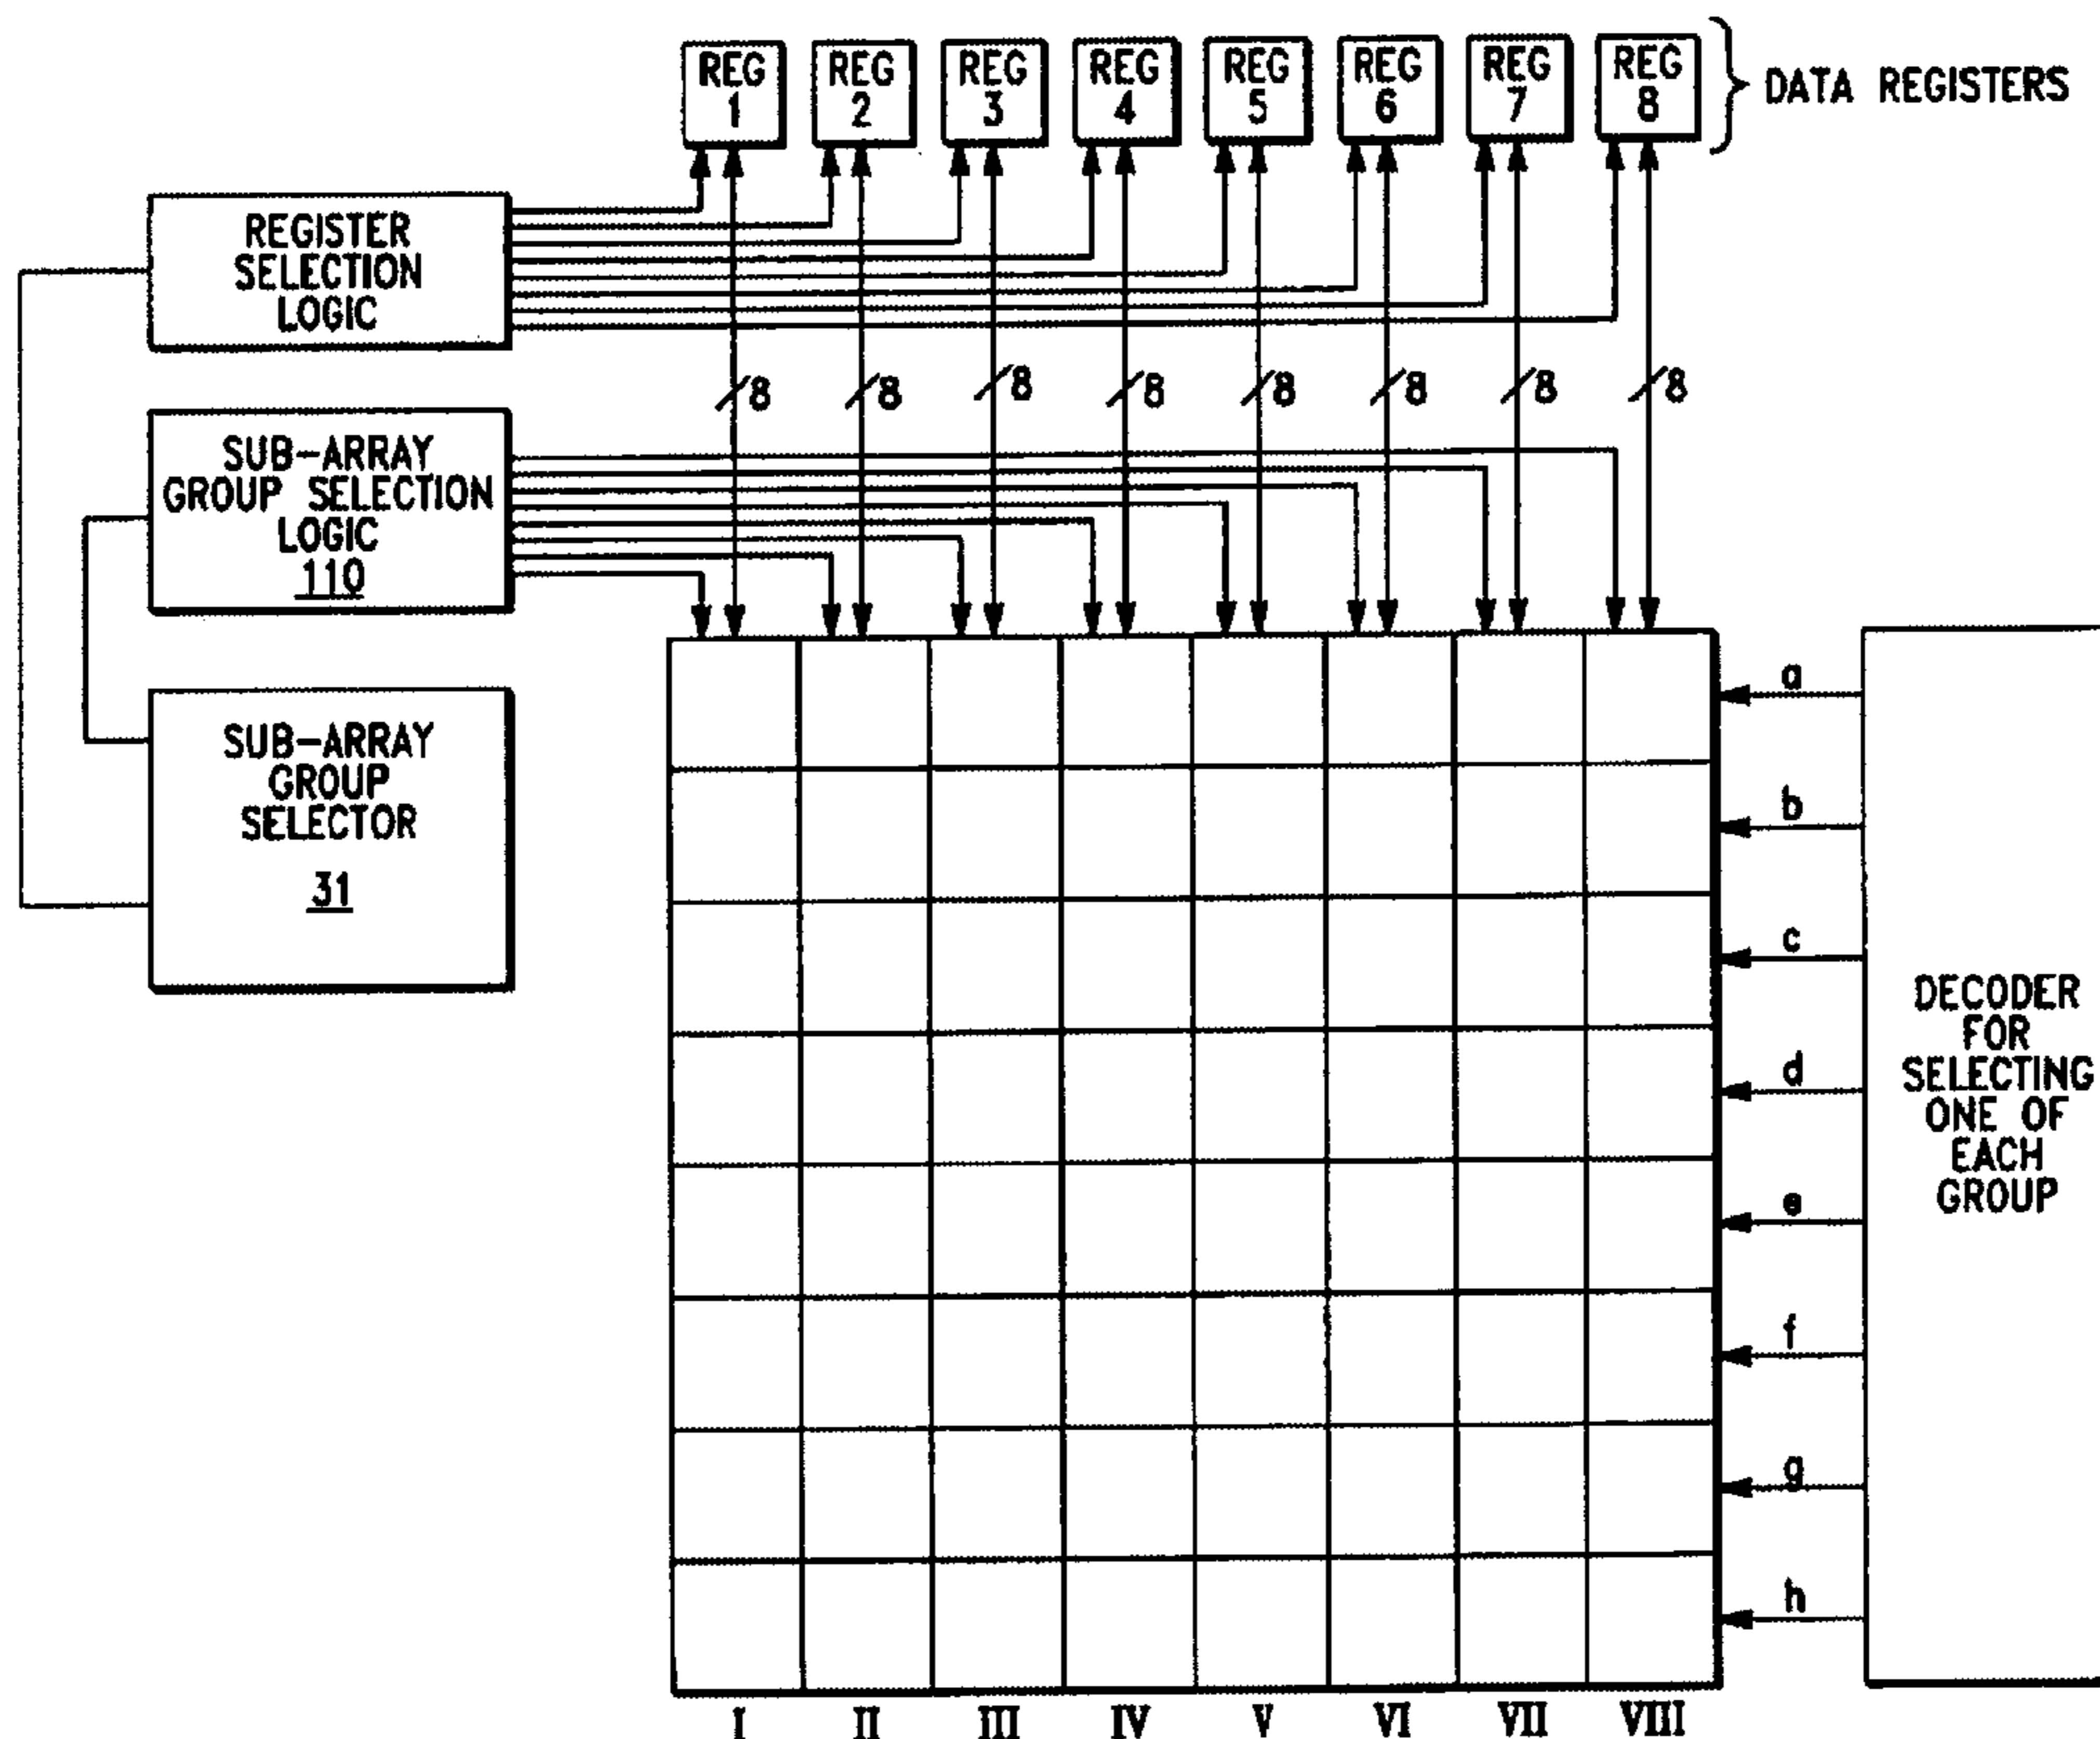 REG 1
REG 2
REG 3
REG 4
REG 5
REG 6
REG 7
REG 8
DATA REGISTERS
REGISTER
SELECTION
LOGIC
8
8
8
8
8
8
8
8
SUB-ARRAY
GROUP SELECTION
LOGIC
110
SUB-ARRAY
GROUP
SELECTOR
31
a
b
c
d
e
f
g
h
DECODER
FOR
SELECTING
ONE OF
EACH
GROUP
I
II
III
IV
V
VI
VII
VIII